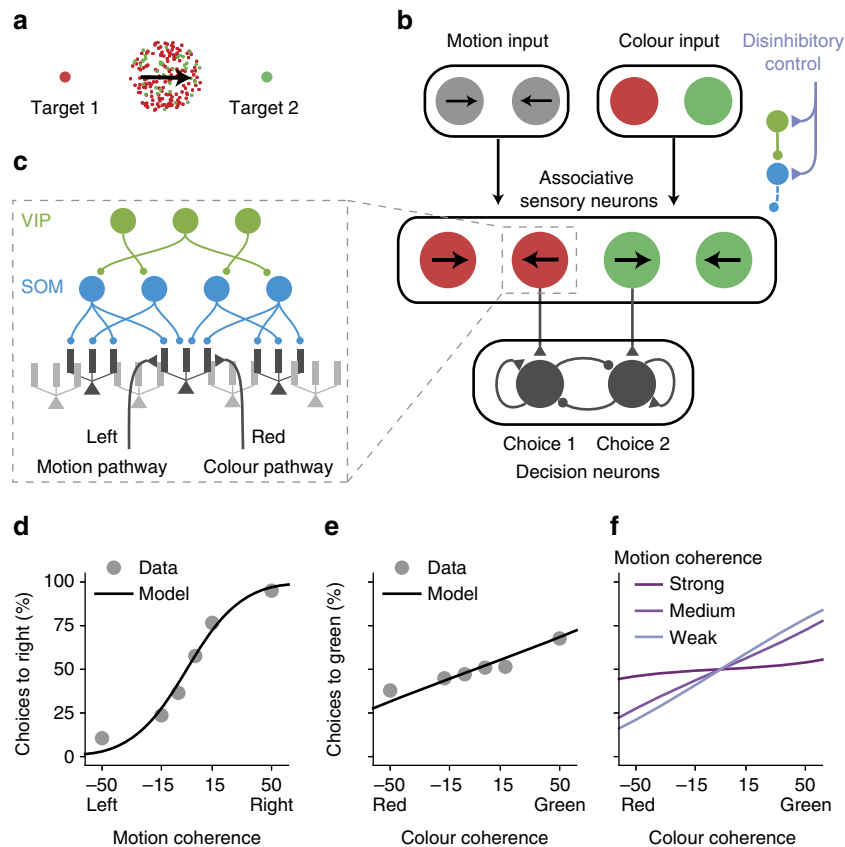 a
Target 1
Target 2
b
Motion input
Colour input
Disinhibitory
control
Associative
sensory neurons
Choice 1
Choice 2
Decision neurons
c
VIP
SOM
Left
Red
Motion pathway
Colour pathway
d
Data
Model
Choices to right (%)
100
75
50
25
0
−50
−15
15
50
Left
Right
Motion coherence
e
Data
Model
Choices to green (%)
−50
−15
15
50
Red
Green
Colour coherence
f
Motion coherence
Strong
Medium
Weak
−50
−15
15
50
Red
Green
Colour coherence